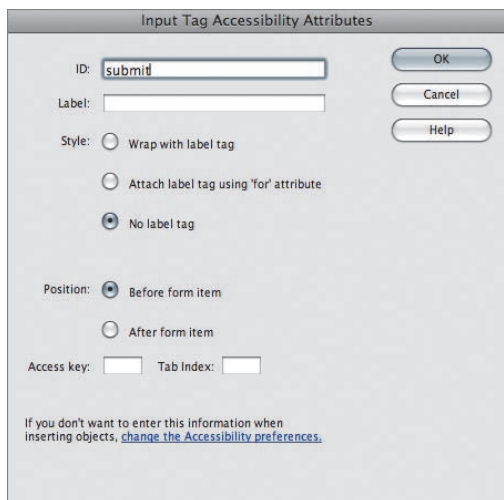 Input Tag Accessibility Attributes
ID: submit
OK
Label:
Cancel
Style: Wrap with label tag
Help
Attach label tag using 'for' attribute
No label tag
Position: Before form item
After form item
Access key: Tab Index:
If you don't want to enter this information when
inserting objects, change the Accessibility preferences.